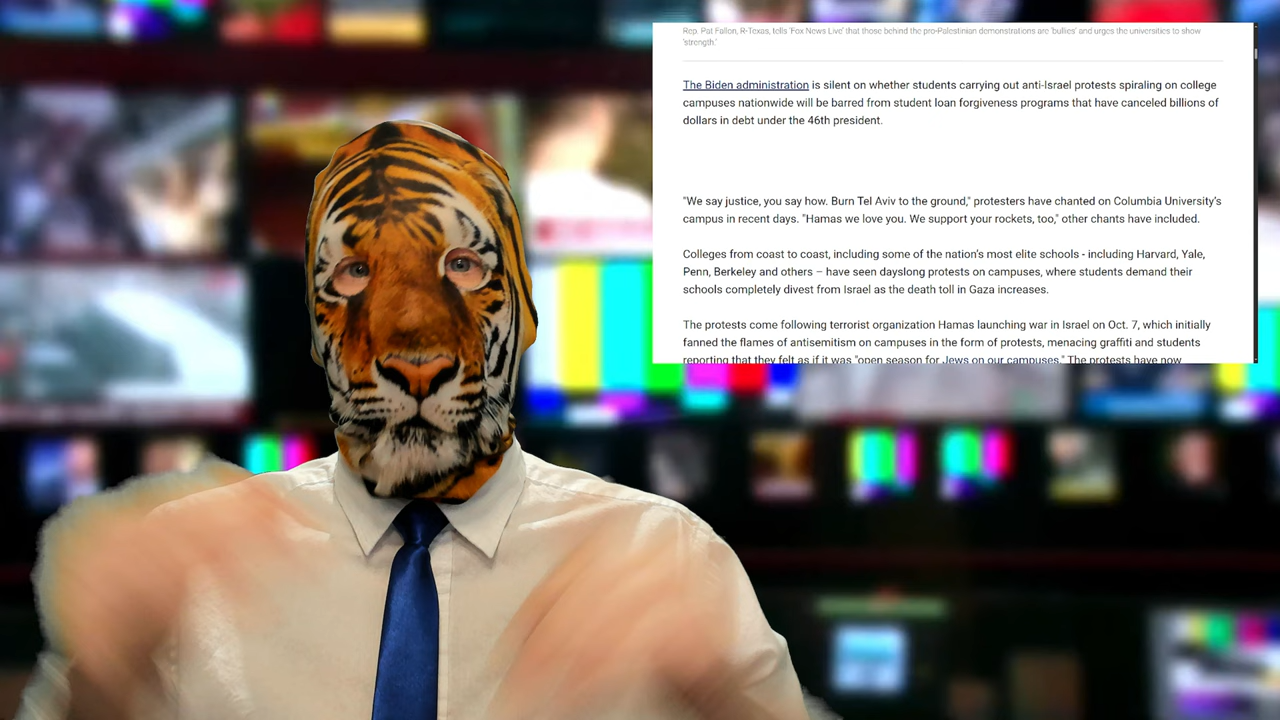 Rep. Pat Fallon, R-Texas, tells 'Fox News Live' that those behind the pro-Palestinian demonstrations are 'bullies' and urges the universities to show
'strength.'
The Biden administration is silent on whether students carrying out anti-Israel protests spiraling on college
campuses nationwide will be barred from student loan forgiveness programs that have canceled billions of
dollars in debt under the 46th president.
"We say justice, you say how. Burn Tel Aviv to the ground," protesters have chanted on Columbia University's
campus in recent days. "Hamas we love you. We support your rockets, too," other chants have included.
Colleges from coast to coast, including some of the nation's most elite schools - including Harvard, Yale,
Penn, Berkeley and others – have seen dayslong protests on campuses, where students demand their
schools completely divest from Israel as the death toll in Gaza increases.
The protests come following terrorist organization Hamas launching war in Israel on Oct. 7, which initially
fanned the flames of antisemitism on campuses in the form of protests, menacing graffiti and students
reporting that they felt as if it was "open season for Jews on our campuses." The protests have now